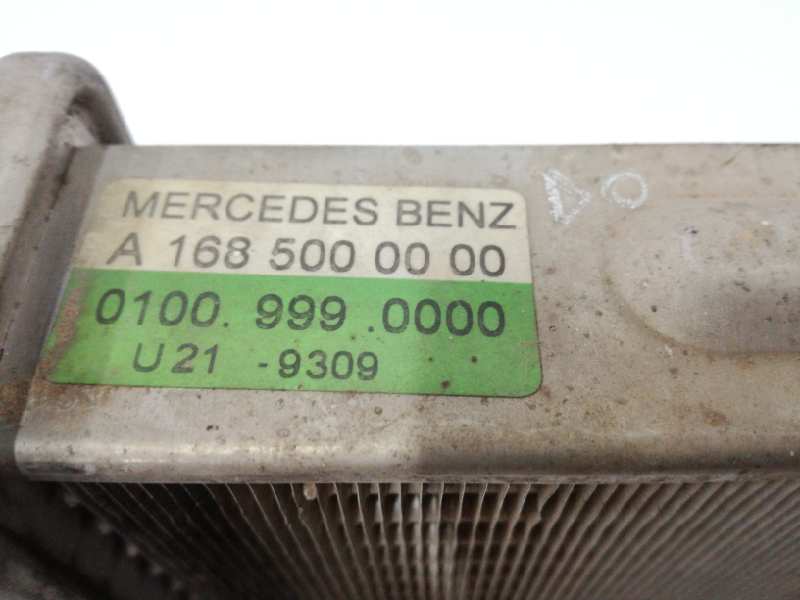 MERCEDES BENZ
A 168 500 00 00
0100. 999 .0000
U21 -9309